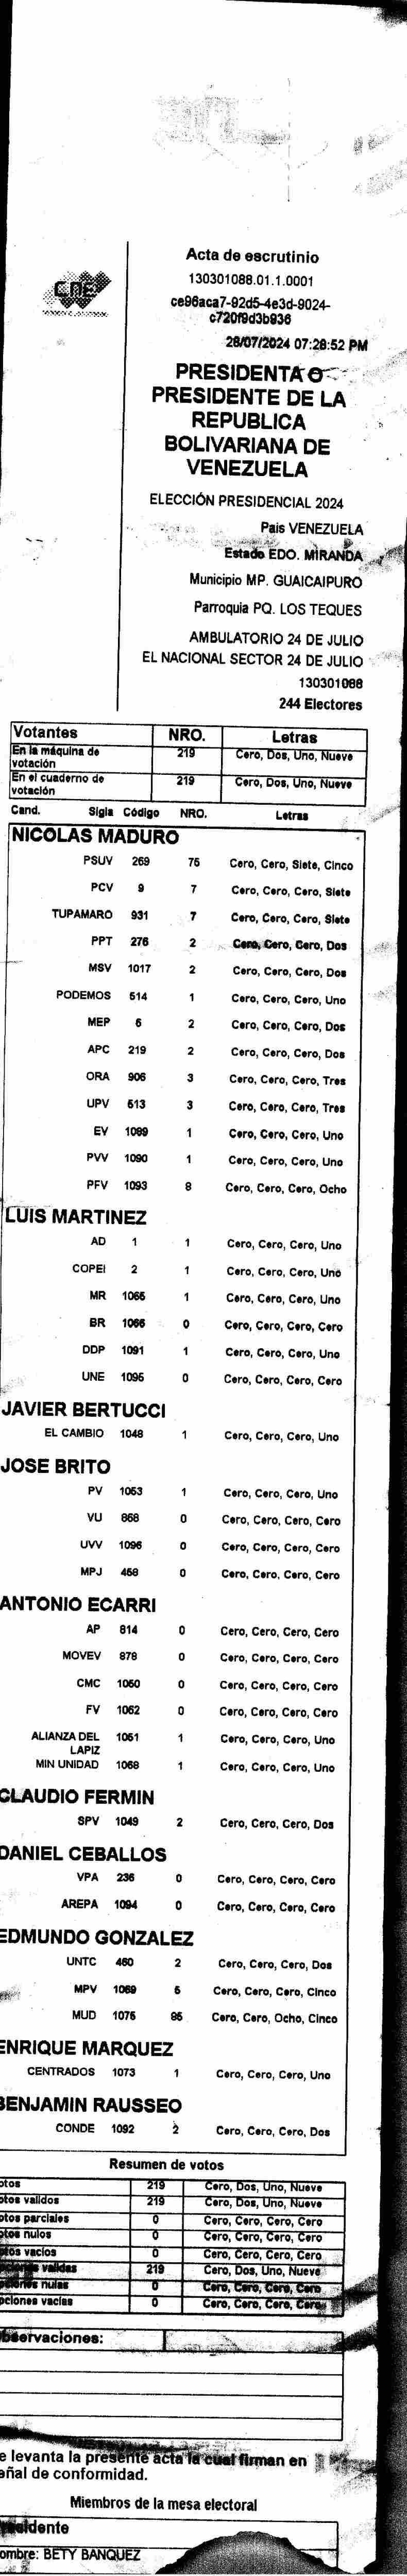 CNE
Acta de escrutinio
130301088.01.1.0001
ce96aca7-92d5-4e3d-9024-
c720f9d3b936
28/07/2024 07:28:52 PM
PRESIDENTA O
PRESIDENTE DE LA
REPUBLICA
BOLIVARIANA DE
VENEZUELA
ELECCIÓN PRESIDENCIAL 2024
Pais VENEZUELA
Estado EDO. MIRANDA
Municipio MP. GUAICAIPURO
Parroquia PQ. LOS TEQUES
AMBULATORIO 24 DE JULIO
EL NACIONAL SECTOR 24 DE JULIO
130301088
244 Electores
Votantes NRO. Letras
En la máquina de votación 219 Cero, Dos, Uno, Nueve
En el cuaderno de votación 219 Cero, Dos, Uno, Nueve
Cand. Sigla Código NRO. Letras
NICOLAS MADURO
PSUV 269 75 Cero, Cero, Siete, Cinco
PCV 9 7 Cero, Cero, Cero, Siete
TUPAMARO 931 7 Cero, Cero, Cero, Siete
PPT 276 2 Cero, Cero, Cero, Dos
MSV 1017 2 Cero, Cero, Cero, Dos
PODEMOS 514 1 Cero, Cero, Cero, Uno
MEP 6 2 Cero, Cero, Cero, Dos
APC 219 2 Cero, Cero, Cero, Dos
ORA 906 3 Cero, Cero, Cero, Tres
UPV 513 3 Cero, Cero, Cero, Tres
EV 1089 1 Cero, Cero, Cero, Uno
PVV 1090 1 Cero, Cero, Cero, Uno
PFV 1093 8 Cero, Cero, Cero, Ocho
LUIS MARTINEZ
AD 1 1 Cero, Cero, Cero, Uno
COPEI 2 1 Cero, Cero, Cero, Uno
MR 1065 1 Cero, Cero, Cero, Uno
BR 1066 0 Cero, Cero, Cero, Cero
DDP 1091 1 Cero, Cero, Cero, Uno
UNE 1095 0 Cero, Cero, Cero, Cero
JAVIER BERTUCCI
EL CAMBIO 1048 1 Cero, Cero, Cero, Uno
JOSE BRITO
PV 1053 1 Cero, Cero, Cero, Uno
VU 868 0 Cero, Cero, Cero, Cero
UVV 1096 0 Cero, Cero, Cero, Cero
MPJ 458 0 Cero, Cero, Cero, Cero
ANTONIO ECARRI
AP 814 0 Cero, Cero, Cero, Cero
MOVEV 878 0 Cero, Cero, Cero, Cero
CMC 1050 0 Cero, Cero, Cero, Cero
FV 1062 0 Cero, Cero, Cero, Cero
ALIANZA DEL LAPIZ 1051 1 Cero, Cero, Cero, Uno
MIN UNIDAD 1068 1 Cero, Cero, Cero, Uno
CLAUDIO FERMIN
SPV 1049 2 Cero, Cero, Cero, Dos
DANIEL CEBALLOS
VPA 236 0 Cero, Cero, Cero, Cero
AREPA 1094 0 Cero, Cero, Cero, Cero
EDMUNDO GONZALEZ
UNTC 460 2 Cero, Cero, Cero, Dos
MPV 1069 5 Cero, Cero, Cero, Cinco
MUD 1075 85 Cero, Cero, Ocho, Cinco
ENRIQUE MARQUEZ
CENTRADOS 1073 1 Cero, Cero, Cero, Uno
BENJAMIN RAUSSEO
CONDE 1092 2 Cero, Cero, Cero, Dos
Resumen de votos
otos 219 Cero, Dos, Uno, Nueve
otos validos 219 Cero, Dos, Uno, Nueve
otos parciales 0 Cero, Cero, Cero, Cero
otos nulos 0 Cero, Cero, Cero, Cero
otos vacios 0 Cero, Cero, Cero, Cero
validas 219 Cero, Dos, Uno, Nueve
nulas 0 Cero, Cero, Cero, Cero
pciones vacias 0 Cero, Cero, Cero, Cero
bservaciones:
e levanta la presente acta la cual firman en
eñal de conformidad.
Miembros de la mesa electoral
sidente
ombre: BETY BANQUEZ